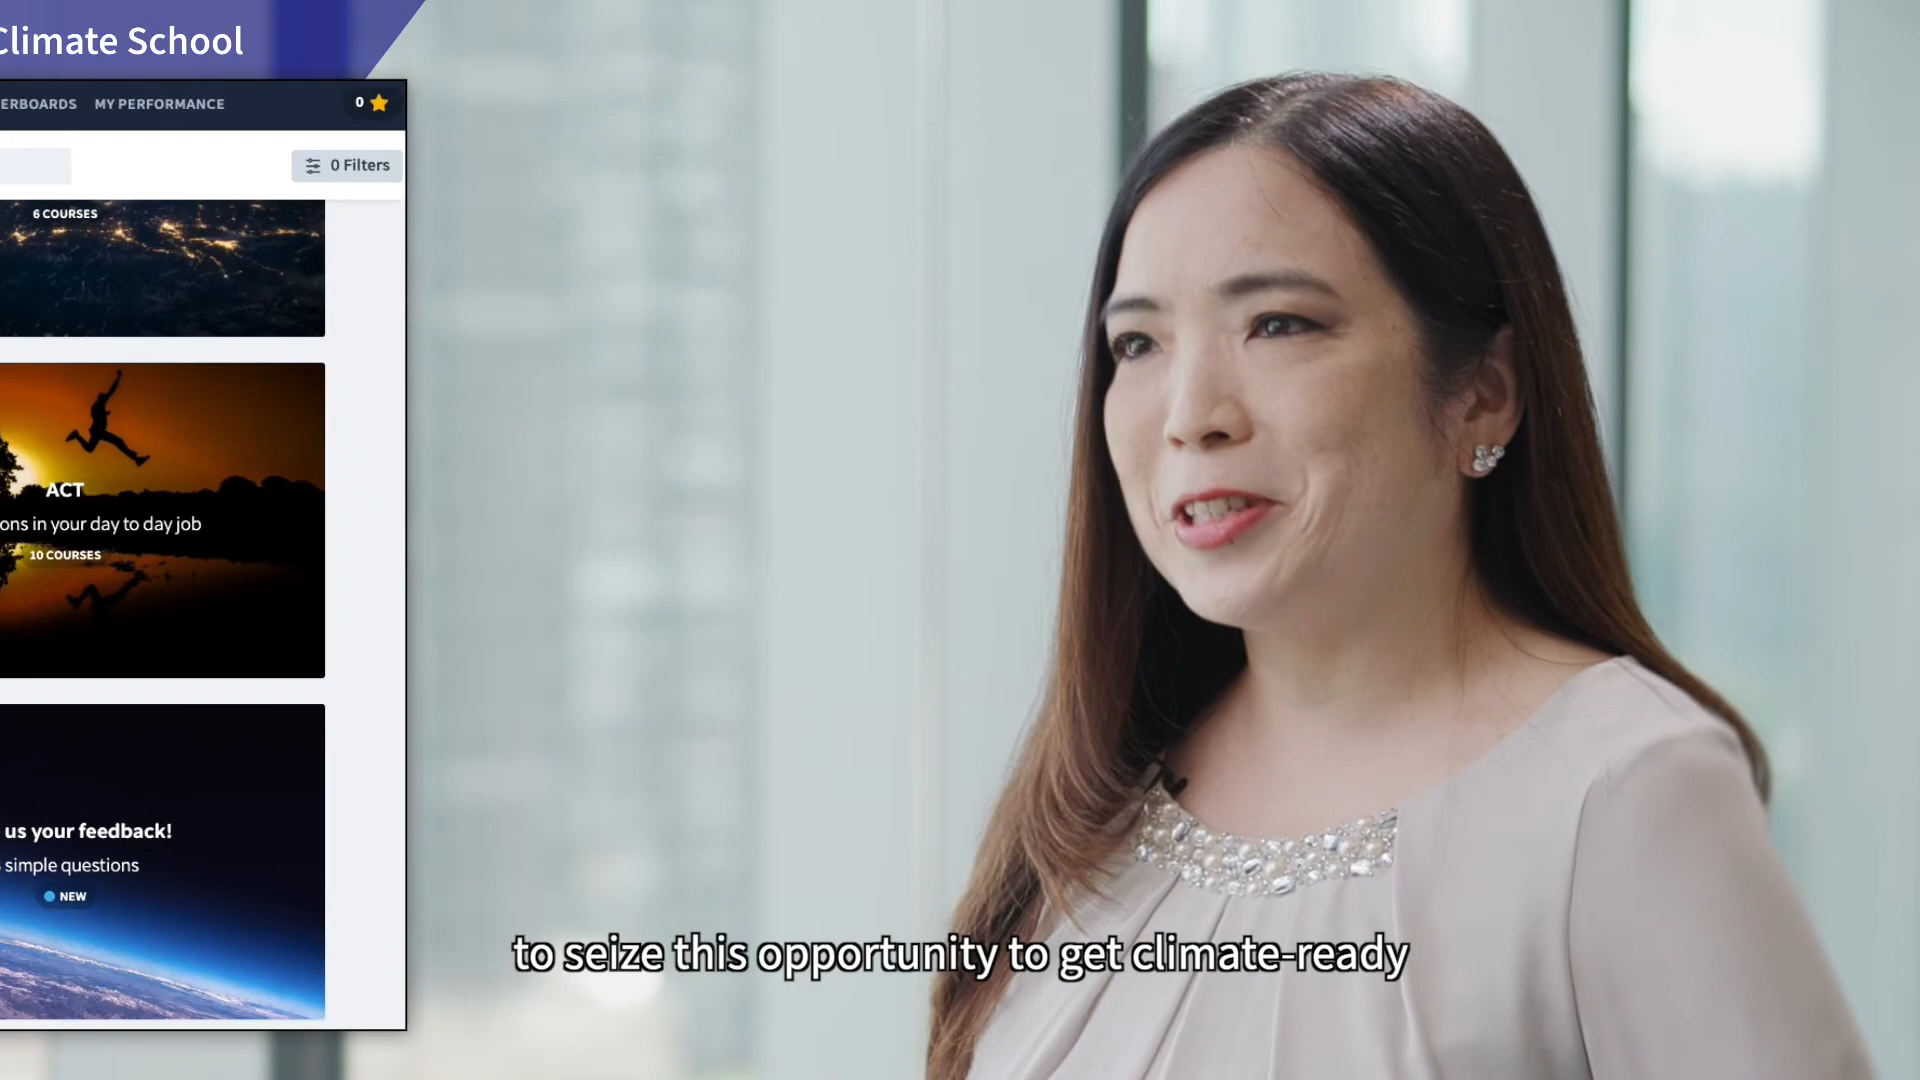 Climate School
ERBOARDS MY PERFORMANCE 0
0 Filters
6 COURSES
ACT
ons in your day to day job
10 COURSES
us your feedback!
simple questions
NEW
to seize this opportunity to get climate-ready